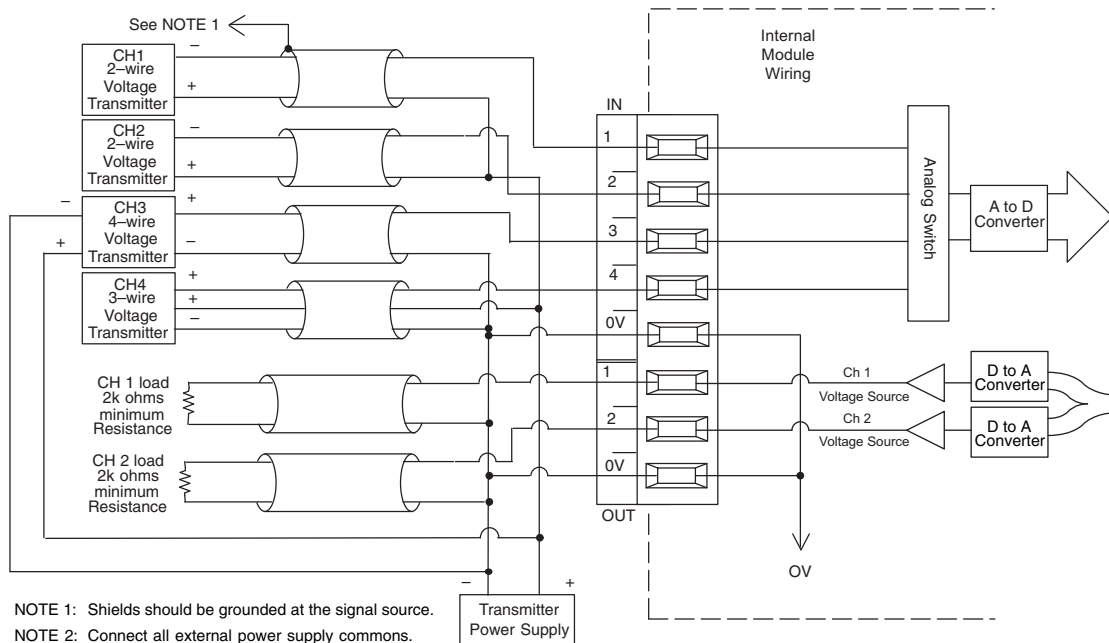 See NOTE 1
Internal
Module
Wiring
CH1
2–wire
Voltage
Transmitter
–
+
CH2
2–wire
Voltage
Transmitter
–
+
CH3
4–wire
Voltage
Transmitter
–
+
+
–
CH4
3–wire
Voltage
Transmitter
+
+
–
CH 1 load
2k ohms
minimum
Resistance
CH 2 load
2k ohms
minimum
Resistance
IN
1
2
3
4
0V
1
2
0V
OUT
Analog Switch
A to D
Converter
Ch 1
Voltage Source
D to A
Converter
Ch 2
Voltage Source
D to A
Converter
OV
–
+
Transmitter
Power Supply
NOTE 1: Shields should be grounded at the signal source.
NOTE 2: Connect all external power supply commons.